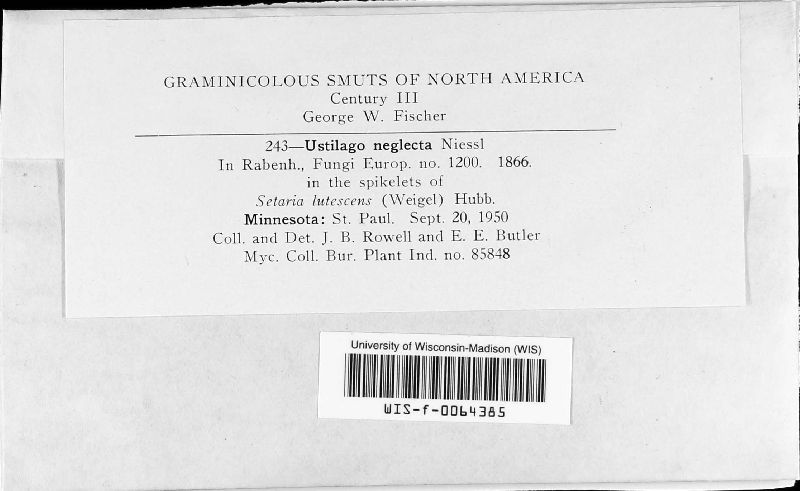 GRAMINICOLOUS SMUTS OF NORTH AMERICA
Century III
George W. Fischer
243—Ustilago neglecta Niessl
In Rabenh., Fungi Europ. no. 1200. 1866.
in the spikelets of
Setaria lutescens (Weigel) Hubb.
Minnesota: St. Paul. Sept. 20, 1950
Coll. and Det. J. B. Rowell and E. E. Butler
Myc. Coll. Bur. Plant Ind. no. 85848
University of Wisconsin-Madison (WIS)
WIS-f-0064385